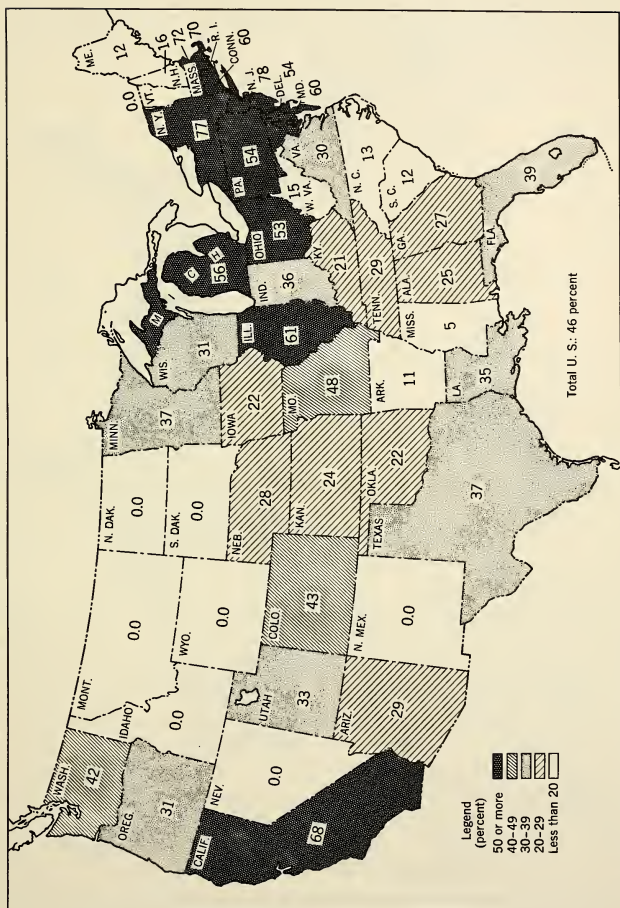 WASH.
42
OREG.
31
CALIF.
68
NEV.
0.0
IDAHO
0.0
MONT.
0.0
WYO.
0.0
UTAH
33
ARIZ.
29
COLO.
43
N. MEX.
0.0
N. DAK.
0.0
S. DAK.
0.0
NEB.
28
KAN.
24
OKLA.
22
TEXAS
37
MINN.
37
IOWA
22
MO.
48
ARK.
11
LA.
35
WIS.
31
ILL.
61
MICH
56
IND.
36
OHIO
53
KY.
21
TENN.
29
MISS.
5
ALA.
25
GA.
27
FLA.
39
S. C.
12
N. C.
13
VA.
30
W. VA.
15
PA.
54
N. Y.
77
VT.
0.0
N.H.
16
ME.
12
MASS.
72
R. I.
70
CONN.
60
N. J.
78
DEL.
54
MD.
60
Legend
(percent)
50 or more
40-49
30-39
20-29
Less than 20
Total U. S.: 46 percent